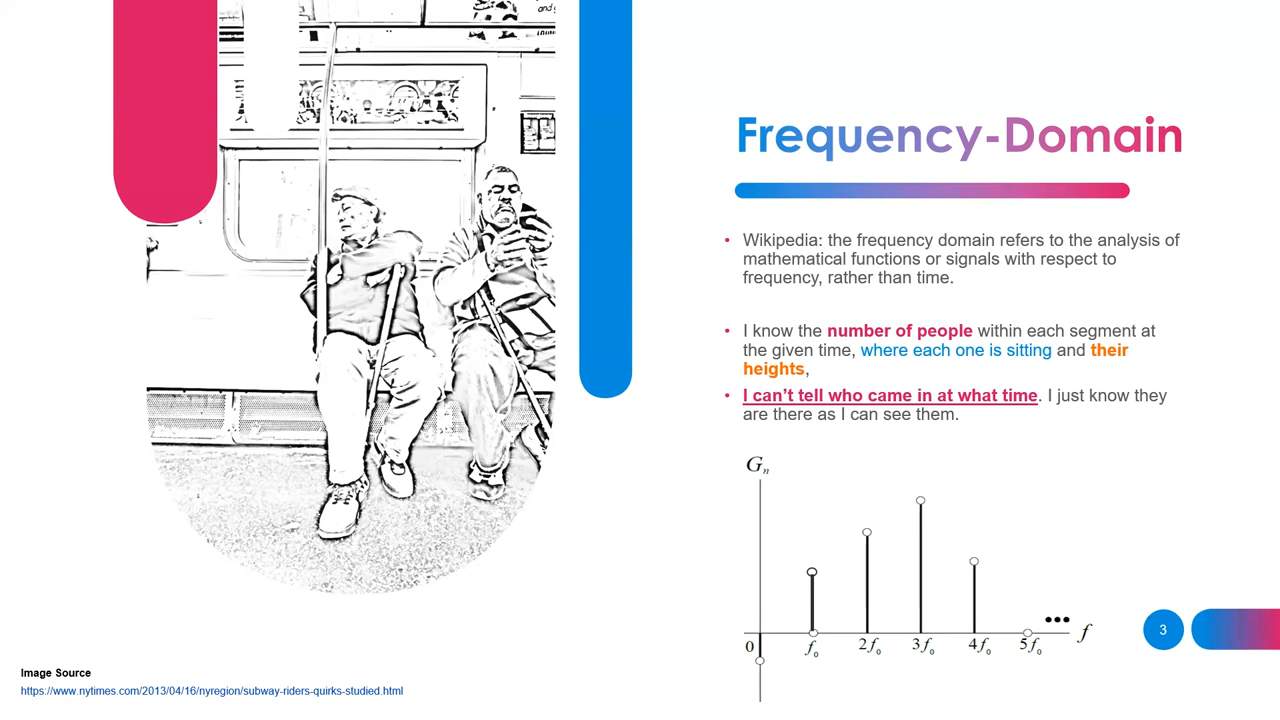 Frequency-Domain
• Wikipedia: the frequency domain refers to the analysis of
mathematical functions or signals with respect to
frequency, rather than time.
• I know the number of people within each segment at
the given time, where each one is sitting and their
heights,
• I can’t tell who came in at what time. I just know they
are there as I can see them.
Gn
0 f₀ 2f₀ 3f₀ 4f₀ 5f₀ ••• f
3
Image Source
https://www.nytimes.com/2013/04/16/nyregion/subway-riders-quirks-studied.html